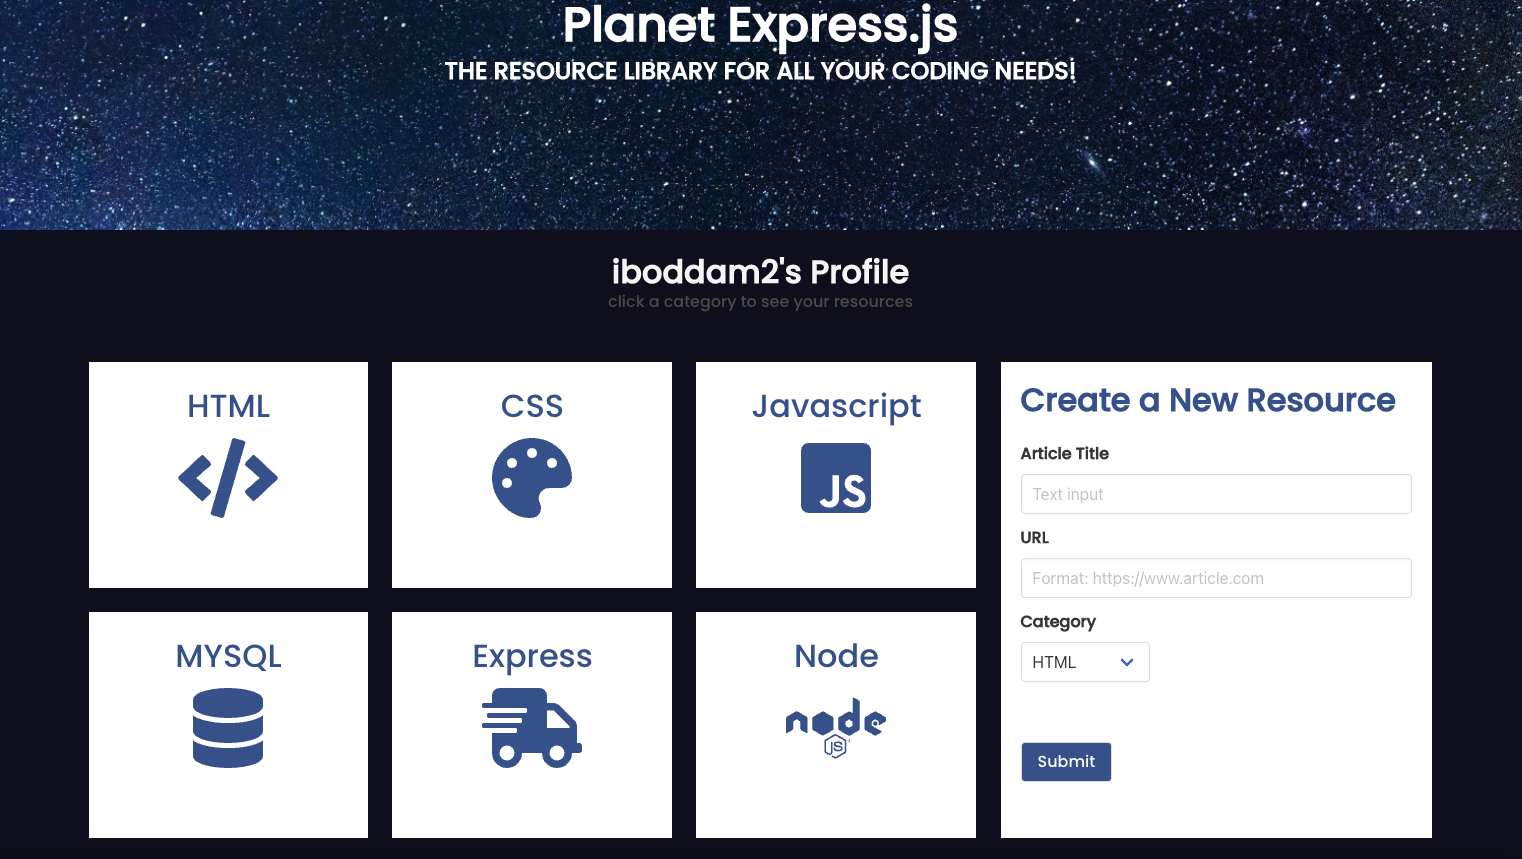 Planet Express.js
THE RESOURCE LIBRARY FOR ALL YOUR CODING NEEDS!
iboddam2's Profile
click a category to see your resources
HTML
CSS
Javascript
JS
MYSQL
Express
Node
node
JS
Create a New Resource
Article Title
Text input
URL
Format: https://www.article.com
Category
HTML
Submit